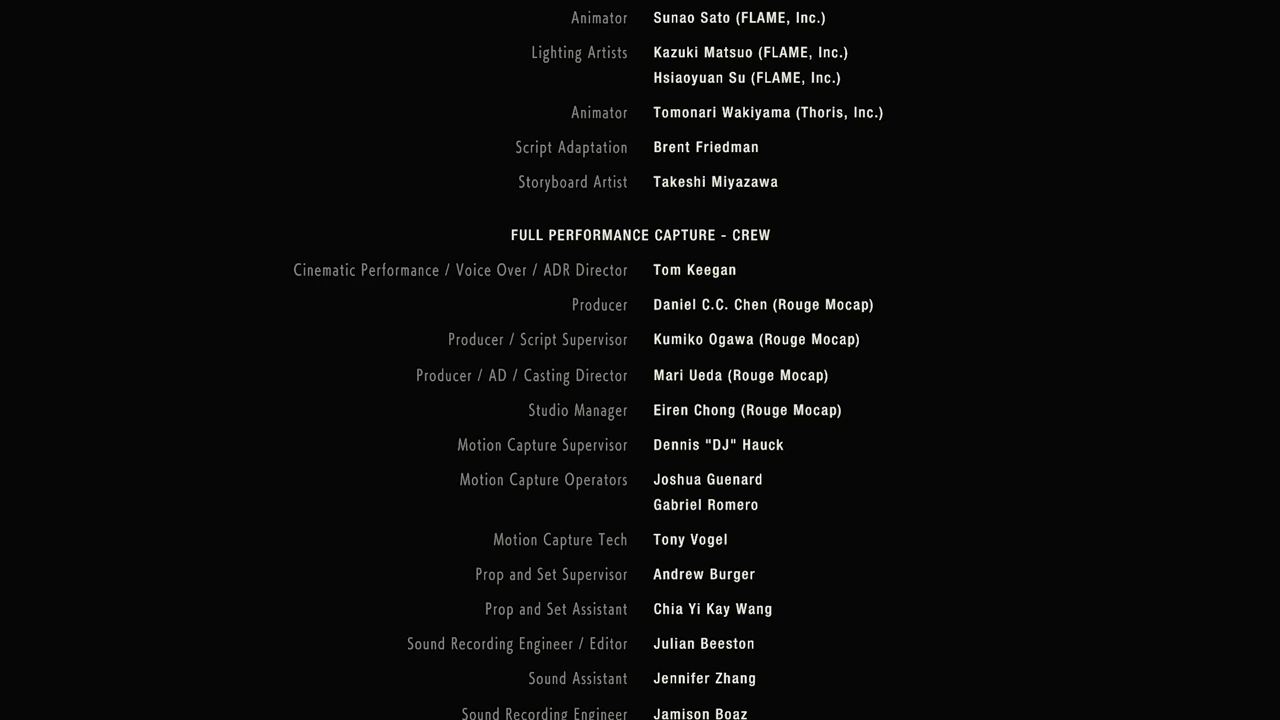 Animator Sunao Sato (FLAME, Inc.)
Lighting Artists Kazuki Matsuo (FLAME, Inc.)
Hsiaoyuan Su (FLAME, Inc.)
Animator Tomonari Wakiyama (Thoris, Inc.)
Script Adaptation Brent Friedman
Storyboard Artist Takeshi Miyazawa
FULL PERFORMANCE CAPTURE - CREW
Cinematic Performance / Voice Over / ADR Director Tom Keegan
Producer Daniel C.C. Chen (Rouge Mocap)
Producer / Script Supervisor Kumiko Ogawa (Rouge Mocap)
Producer / AD / Casting Director Mari Ueda (Rouge Mocap)
Studio Manager Eiren Chong (Rouge Mocap)
Motion Capture Supervisor Dennis "DJ" Hauck
Motion Capture Operators Joshua Guenard
Gabriel Romero
Motion Capture Tech Tony Vogel
Prop and Set Supervisor Andrew Burger
Prop and Set Assistant Chia Yi Kay Wang
Sound Recording Engineer / Editor Julian Beeston
Sound Assistant Jennifer Zhang
Sound Recording Engineer Jamison Boaz